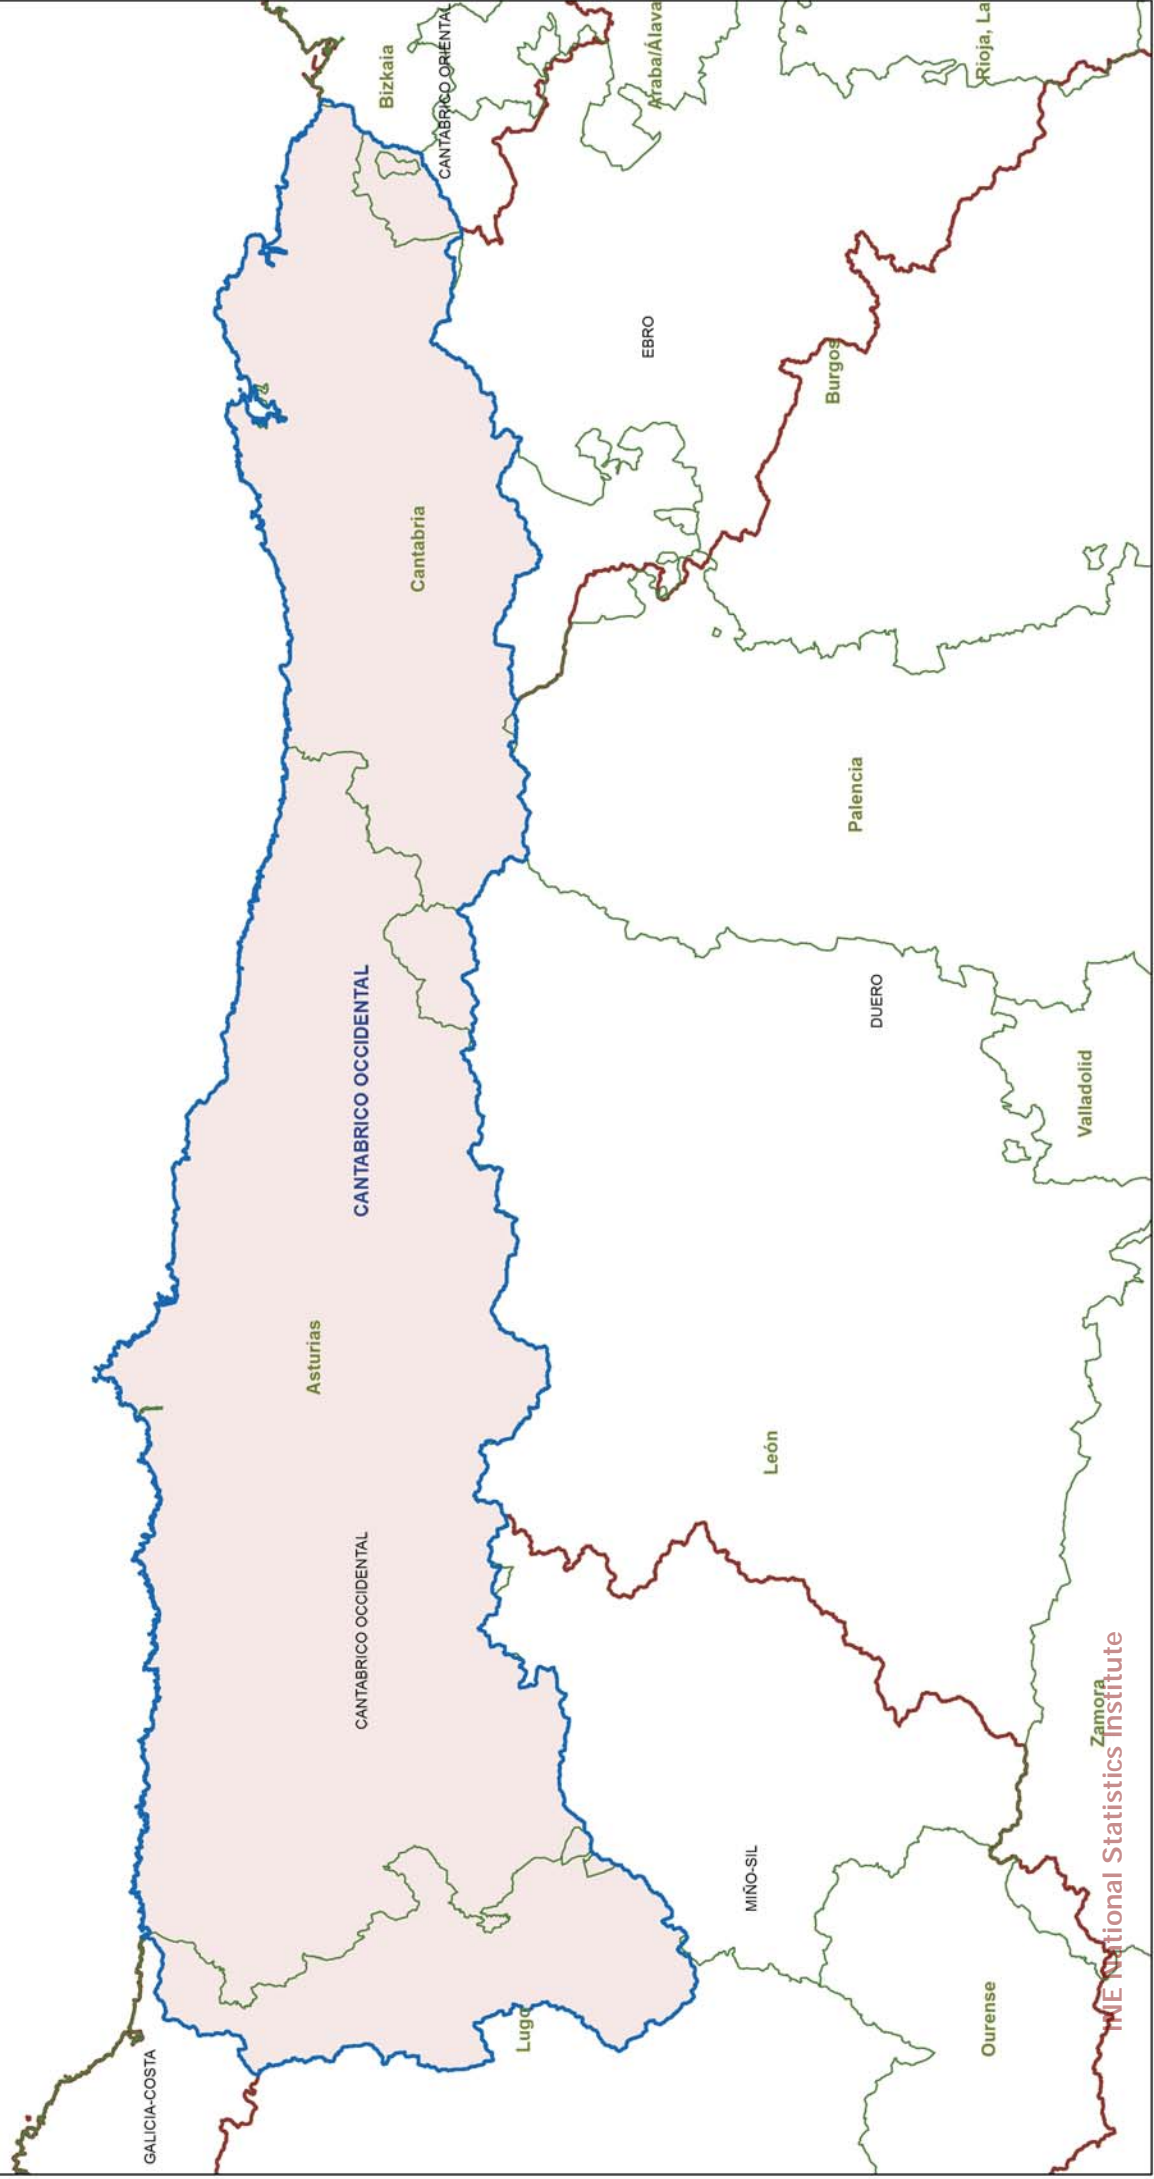 GALICIA-COSTA
Lugo
CANTABRICO OCCIDENTAL
Asturias
CANTABRICO OCCIDENTAL
Cantabria
Bizkaia
CANTABRICO ORIENTAL
Araba/Álava
Rioja, La
EBRO
Burgos
Palencia
DUERO
León
Valladolid
MIÑO-SIL
Ourense
Zamora
INE National Statistics Institute